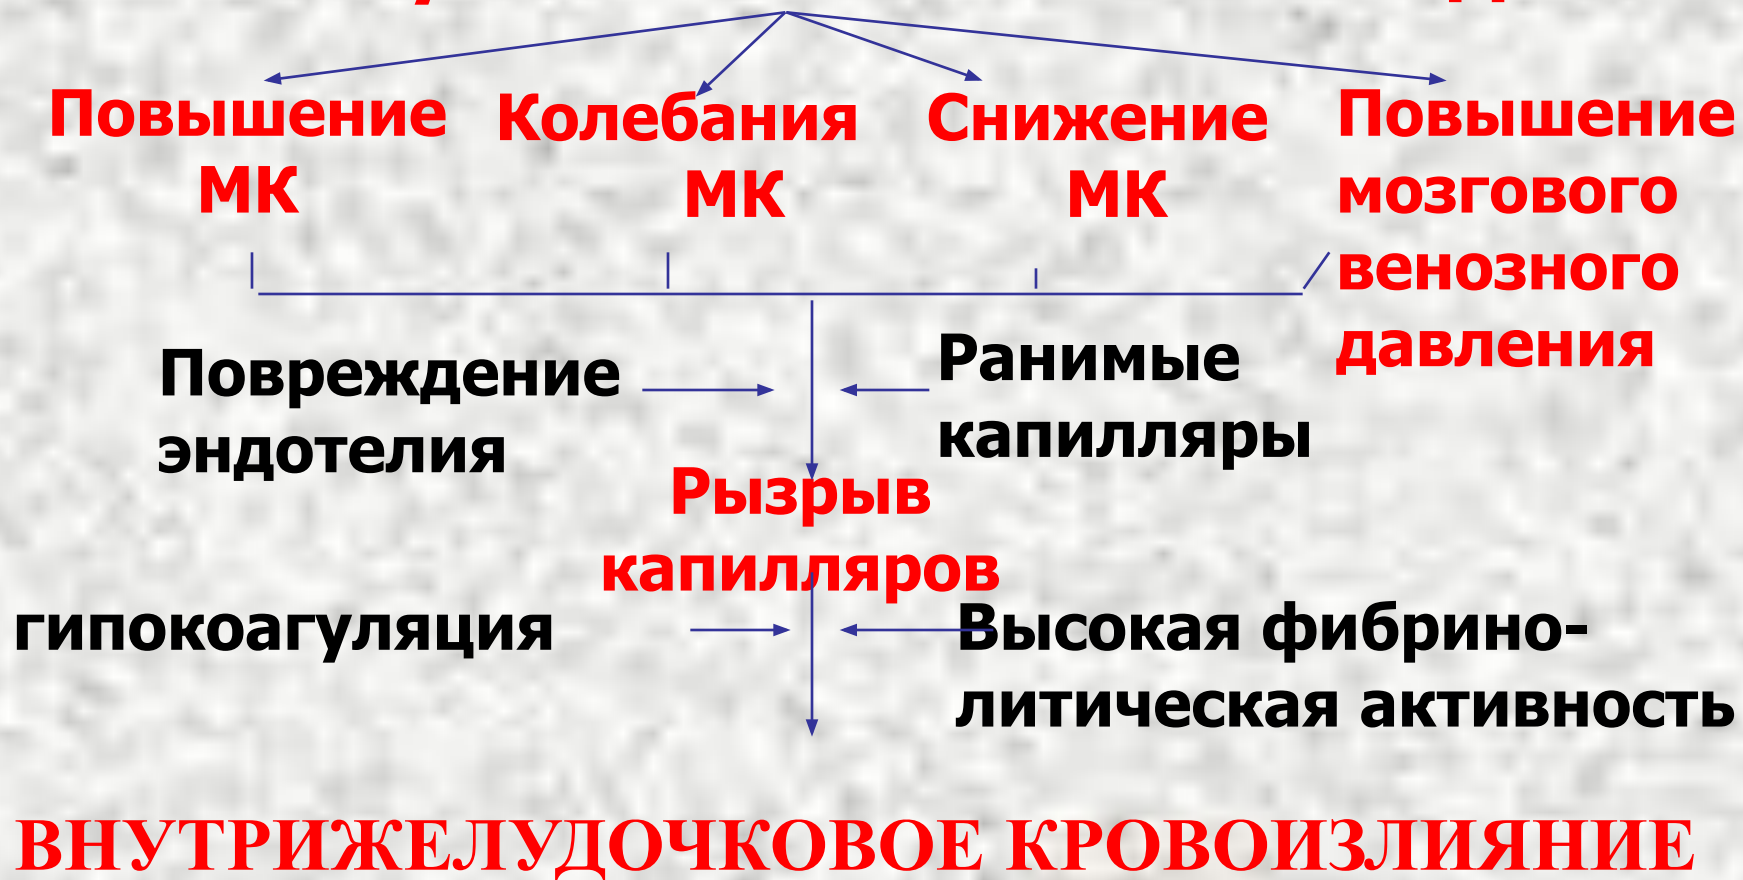 Повышение Колебания Снижение Повышение
МК МК МК мозгового
венозного
давления
Повреждение
эндотелия
Ранимые
капилляры
Рызрыв
капилляров
гипокоагуляция
Высокая фибрино-
литическая активность
ВНУТРИЖЕЛУДОЧКОВОЕ КРОВОИЗЛИЯНИЕ